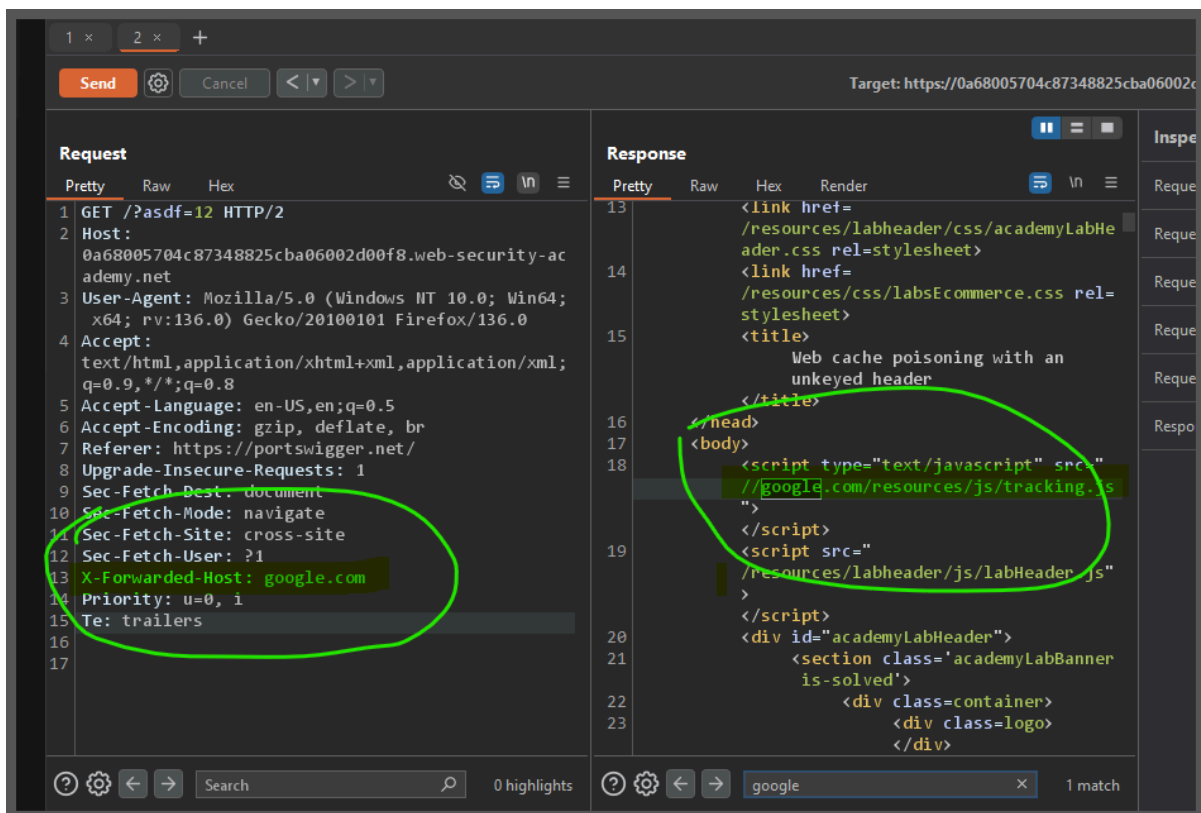 1 ×
2 ×
+
Send
Cancel
<
>
Target: https://0a68005704c87348825cba06002
Request
Pretty Raw Hex
\n
1 GET /?asdf=12 HTTP/2
2 Host:
0a68005704c87348825cba06002d00f8.web-security-ac
ademy.net
3 User-Agent: Mozilla/5.0 (Windows NT 10.0; Win64;
x64; rv:136.0) Gecko/20100101 Firefox/136.0
4 Accept:
text/html,application/xhtml+xml,application/xml;
q=0.9,*/*;q=0.8
5 Accept-Language: en-US,en;q=0.5
6 Accept-Encoding: gzip, deflate, br
7 Referer: https://portswigger.net/
8 Upgrade-Insecure-Requests: 1
9 Sec-Fetch-Dest: document
10 Sec-Fetch-Mode: navigate
11 Sec-Fetch-Site: cross-site
12 Sec-Fetch-User: ?1
13 X-Forwarded-Host: google.com
14 Priority: u=0, i
15 Te: trailers
16
17
Search
0 highlights
Response
Pretty Raw Hex Render
\n
13 <link href=
/resources/labheader/css/academyLabHe
ader.css rel=stylesheet>
14 <link href=
/resources/css/labsEcommerce.css rel=
stylesheet>
15 <title>
Web cache poisoning with an
unkeyed header
</title>
16 </head>
17 <body>
18 <script type="text/javascript" src="
//google.com/resources/js/tracking.js
">
</script>
19 <script src="
/resources/labheader/js/labHeader.js"
>
</script>
20 <div id="academyLabHeader">
21 <section class='academyLabBanner
is-solved'>
22 <div class=container>
23 <div class=logo>
</div>
google
×
1 match
Inspe
Reque
Reque
Reque
Reque
Reque
Respo